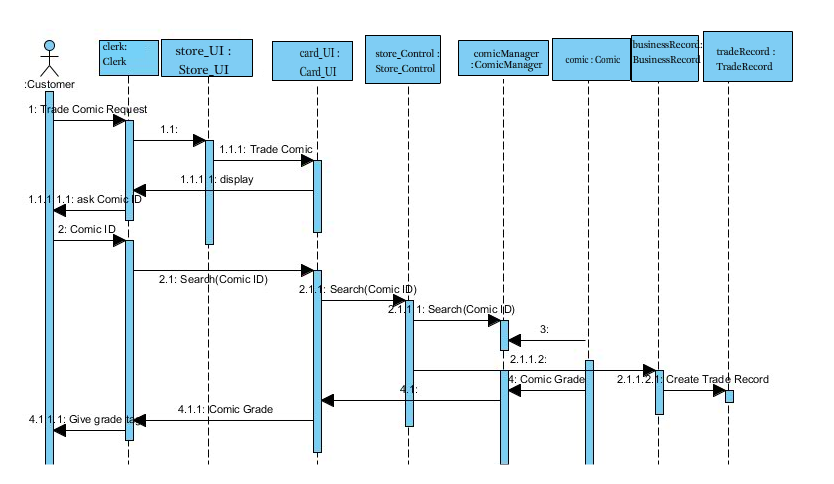 clerk:
Clerk
store_UI :
Store_UI
card_UI :
Card_UI
store_Control :
Store_Control
comicManager
:ComicManager
comic : Comic
businessRecord:
BusinessRecord
tradeRecord :
TradeRecord
:Customer
1: Trade Comic Request
1.1:
1.1.1: Trade Comic
1.1.1.1: display
1.1.1.1.1: ask Comic ID
2: Comic ID
2.1: Search(Comic ID)
2.1.1: Search(Comic ID)
2.1.1.1: Search(Comic ID)
3:
2.1.1.2:
4: Comic Grade
2.1.1.2.1: Create Trade Record
4.1:
4.1.1: Comic Grade
4.1.1.1: Give grade tag